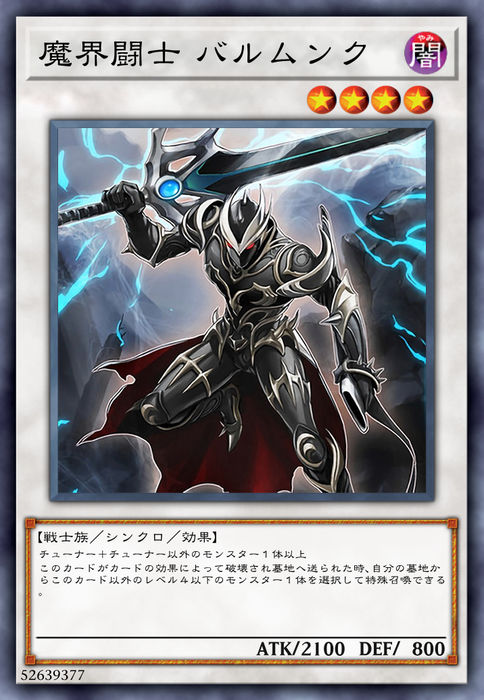 魔界闘士 バルムンク
やみ
闇
【戦士族／シンクロ／効果】
チューナー＋チューナー以外のモンスター１体以上
このカードがカードの効果によって破壊され墓地へ送られた時、自分の墓地か
らこのカード以外のレベル４以下のモンスター１体を選択して特殊召喚できる
。
ATK/2100 DEF/ 800
52639377